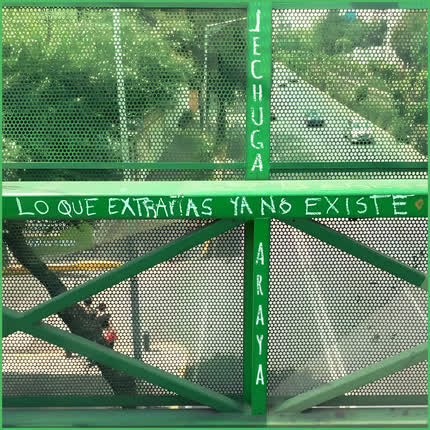 LECHUGA
LO QUE EXTRAÑAS YA NO EXISTE
ARAYA